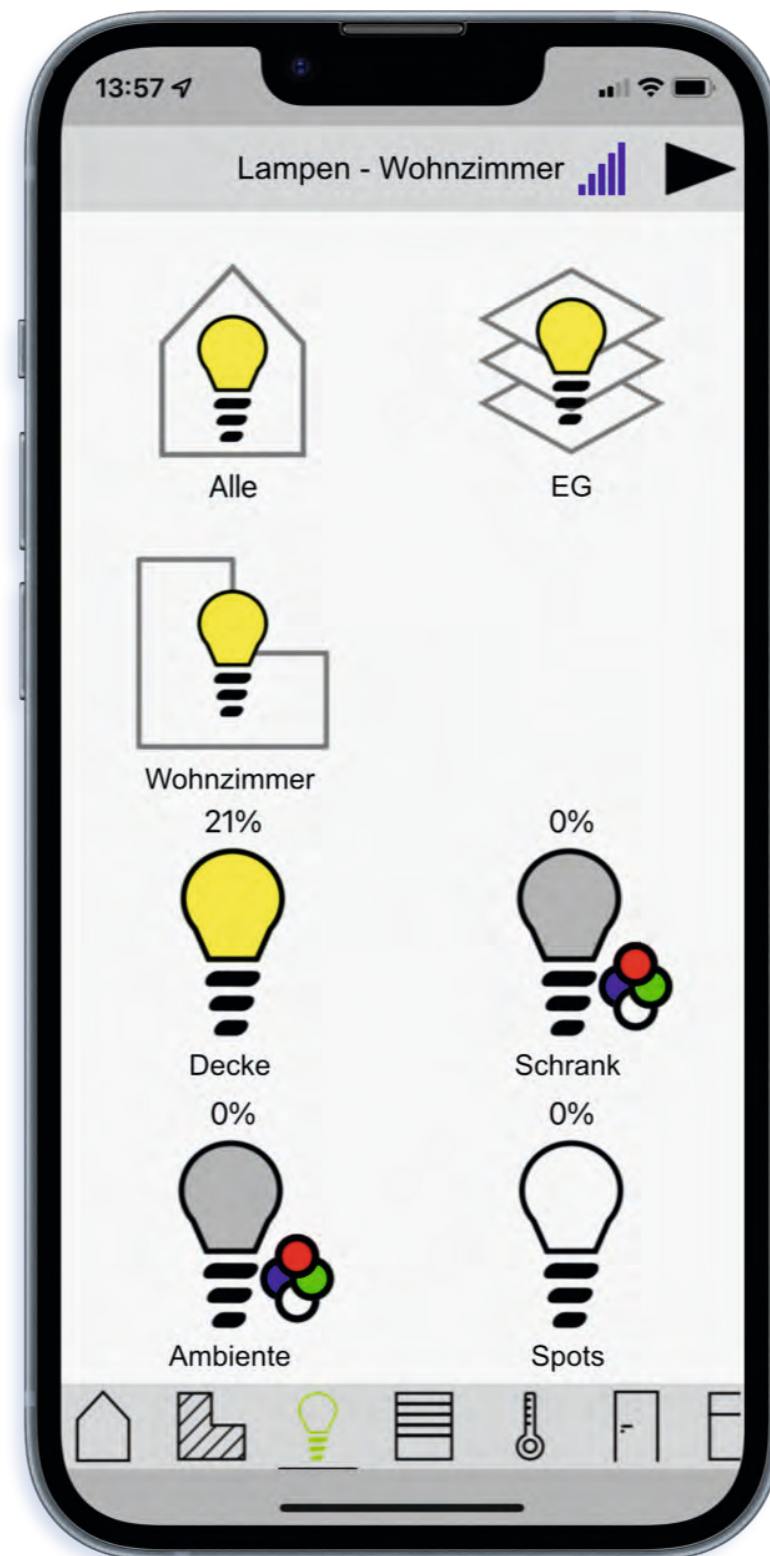 13:57
Lampen - Wohnzimmer
Alle
EG
Wohnzimmer
21%
0%
Decke
Schrank
0%
0%
Ambiente
Spots